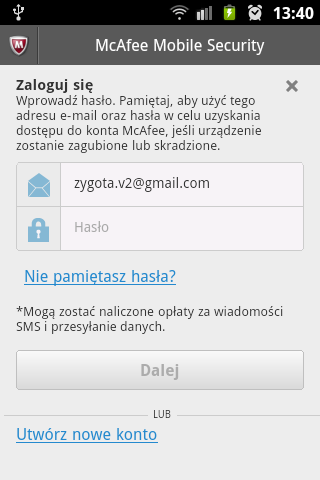 13:40
McAfee Mobile Security
Zaloguj się
Wprowadź hasło. Pamiętaj, aby użyć tego
adresu e-mail oraz hasła w celu uzyskania
dostępu do konta McAfee, jeśli urządzenie
zostanie zagubione lub skradzione.
zygota.v2@gmail.com
Hasło
Nie pamiętasz hasła?
*Mogą zostać naliczone opłaty za wiadomości
SMS i przesyłanie danych.
Dalej
LUB
Utwórz nowe konto